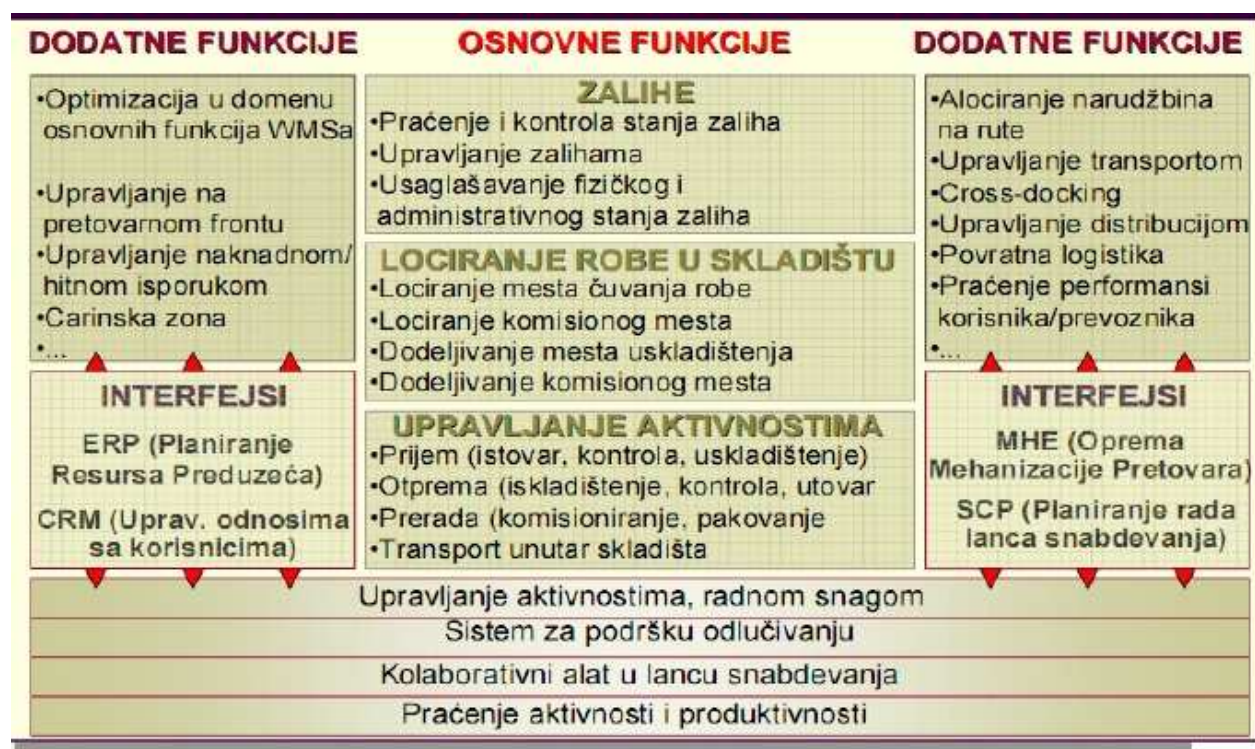 DODATNE FUNKCIJE
•Optimizacija u domenu
osnovnih funkcija WMSa
•Upravljanje na
pretovarnom frontu
•Upravljanje naknadnom/
hitnom isporukom
•Carinska zona
•...
INTERFEJSI
ERP (Planiranje
Resursa Preduzeća)
CRM (Uprav. odnosima
sa korisnicima)
OSNOVNE FUNKCIJE
ZALIHE
•Praćenje i kontrola stanja zaliha
•Upravljanje zalihama
•Usaglašavanje fizičkog i
administrativnog stanja zaliha
LOCIRANJE ROBE U SKLADIŠTU
•Lociranje mesta čuvanja robe
•Lociranje komisionog mesta
•Dodeljivanje mesta uskladištenja
•Dodeljivanje komisionog mesta
UPRAVLJANJE AKTIVNOSTIMA
•Prijem (istovar, kontrola, uskladištenje)
•Otprema (iskladištenje, kontrola, utovar
•Prerada (komisioniranje, pakovanje
•Transport unutar skladišta
DODATNE FUNKCIJE
•Alociranje narudžbina
na rute
•Upravljanje transportom
•Cross-docking
•Upravljanje distribucijom
•Povratna logistika
•Praćenje performansi
korisnika/prevoznika
•...
INTERFEJSI
MHE (Oprema
Mehanizacije Pretovara)
SCP (Planiranje rada
lanca snabdevanja)
Upravljanje aktivnostima, radnom snagom
Sistem za podršku odlučivanju
Kolaborativni alat u lancu snabdevanja
Praćenje aktivnosti i produktivnosti